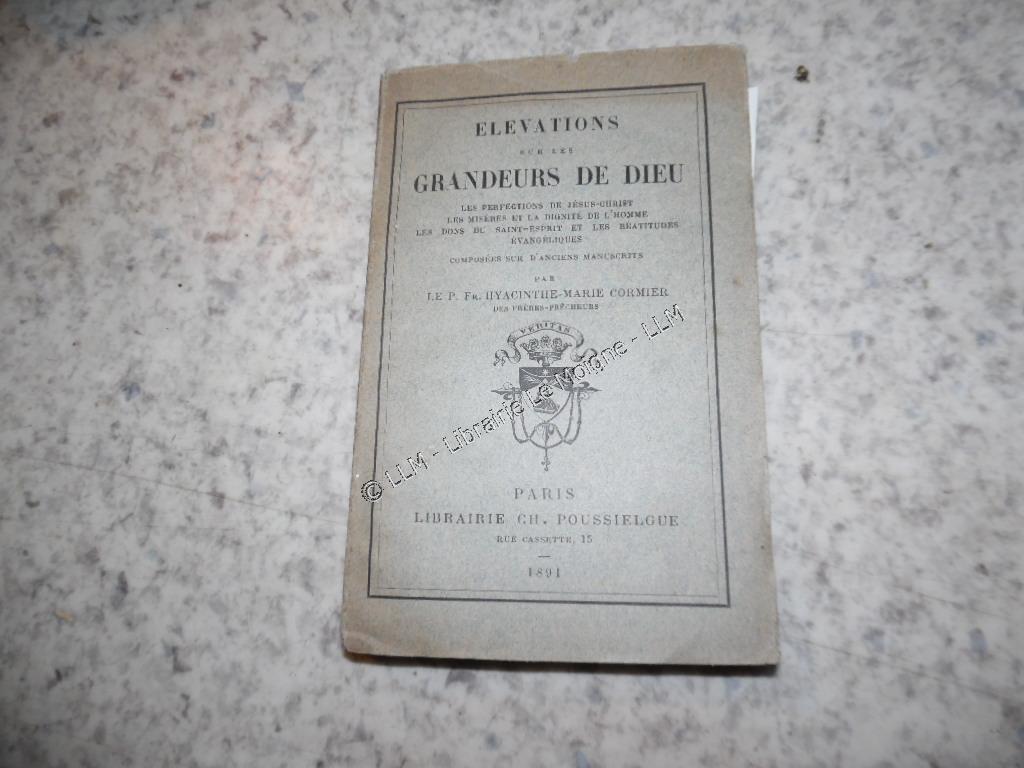 ELEVATIONS
SUR LES
GRANDEURS DE DIEU
LES PERFECTIONS DE JÉSUS-CHRIST
LES MISÈRES ET LA DIGNITÉ DE L'HOMME
LES DONS DU SAINT-ESPRIT ET LES BÉATITUDES
ÉVANGÉLIQUES
COMPOSÉES SUR D'ANCIENS MANUSCRITS
PAR
LE P. FR. HYACINTHE-MARIE CORMIER
DES FRÈRES-PRÊCHEURS
VERITAS
© LLM - Librairie Le Moigne - LLM
PARIS
LIBRAIRIE CH. POUSSIELGUE
RUE CASSETTE, 15
1891